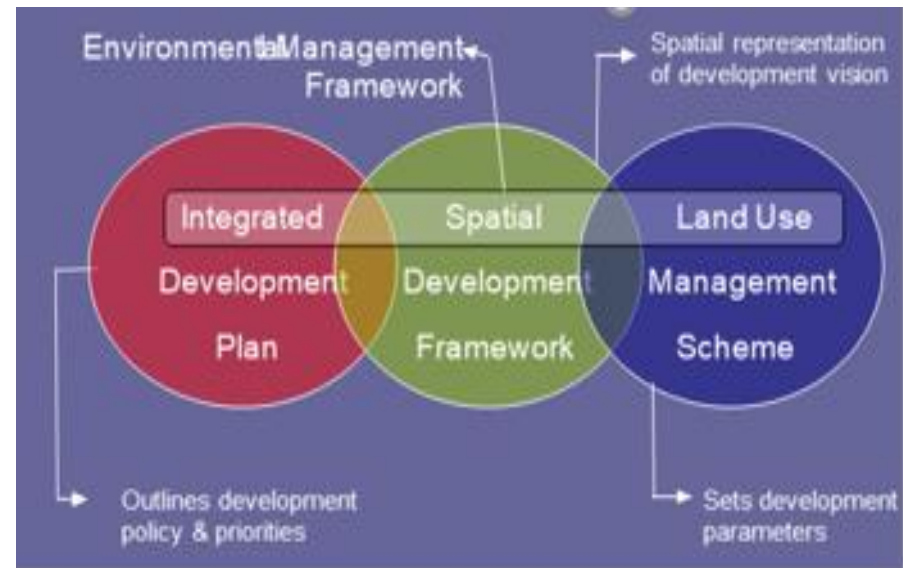 Environmental Management
Framework
Spatial representation
of development vision
Integrated
Development
Plan
Spatial
Development
Framework
Land Use
Management
Scheme
Outlines development
policy & priorities
Sets development
parameters